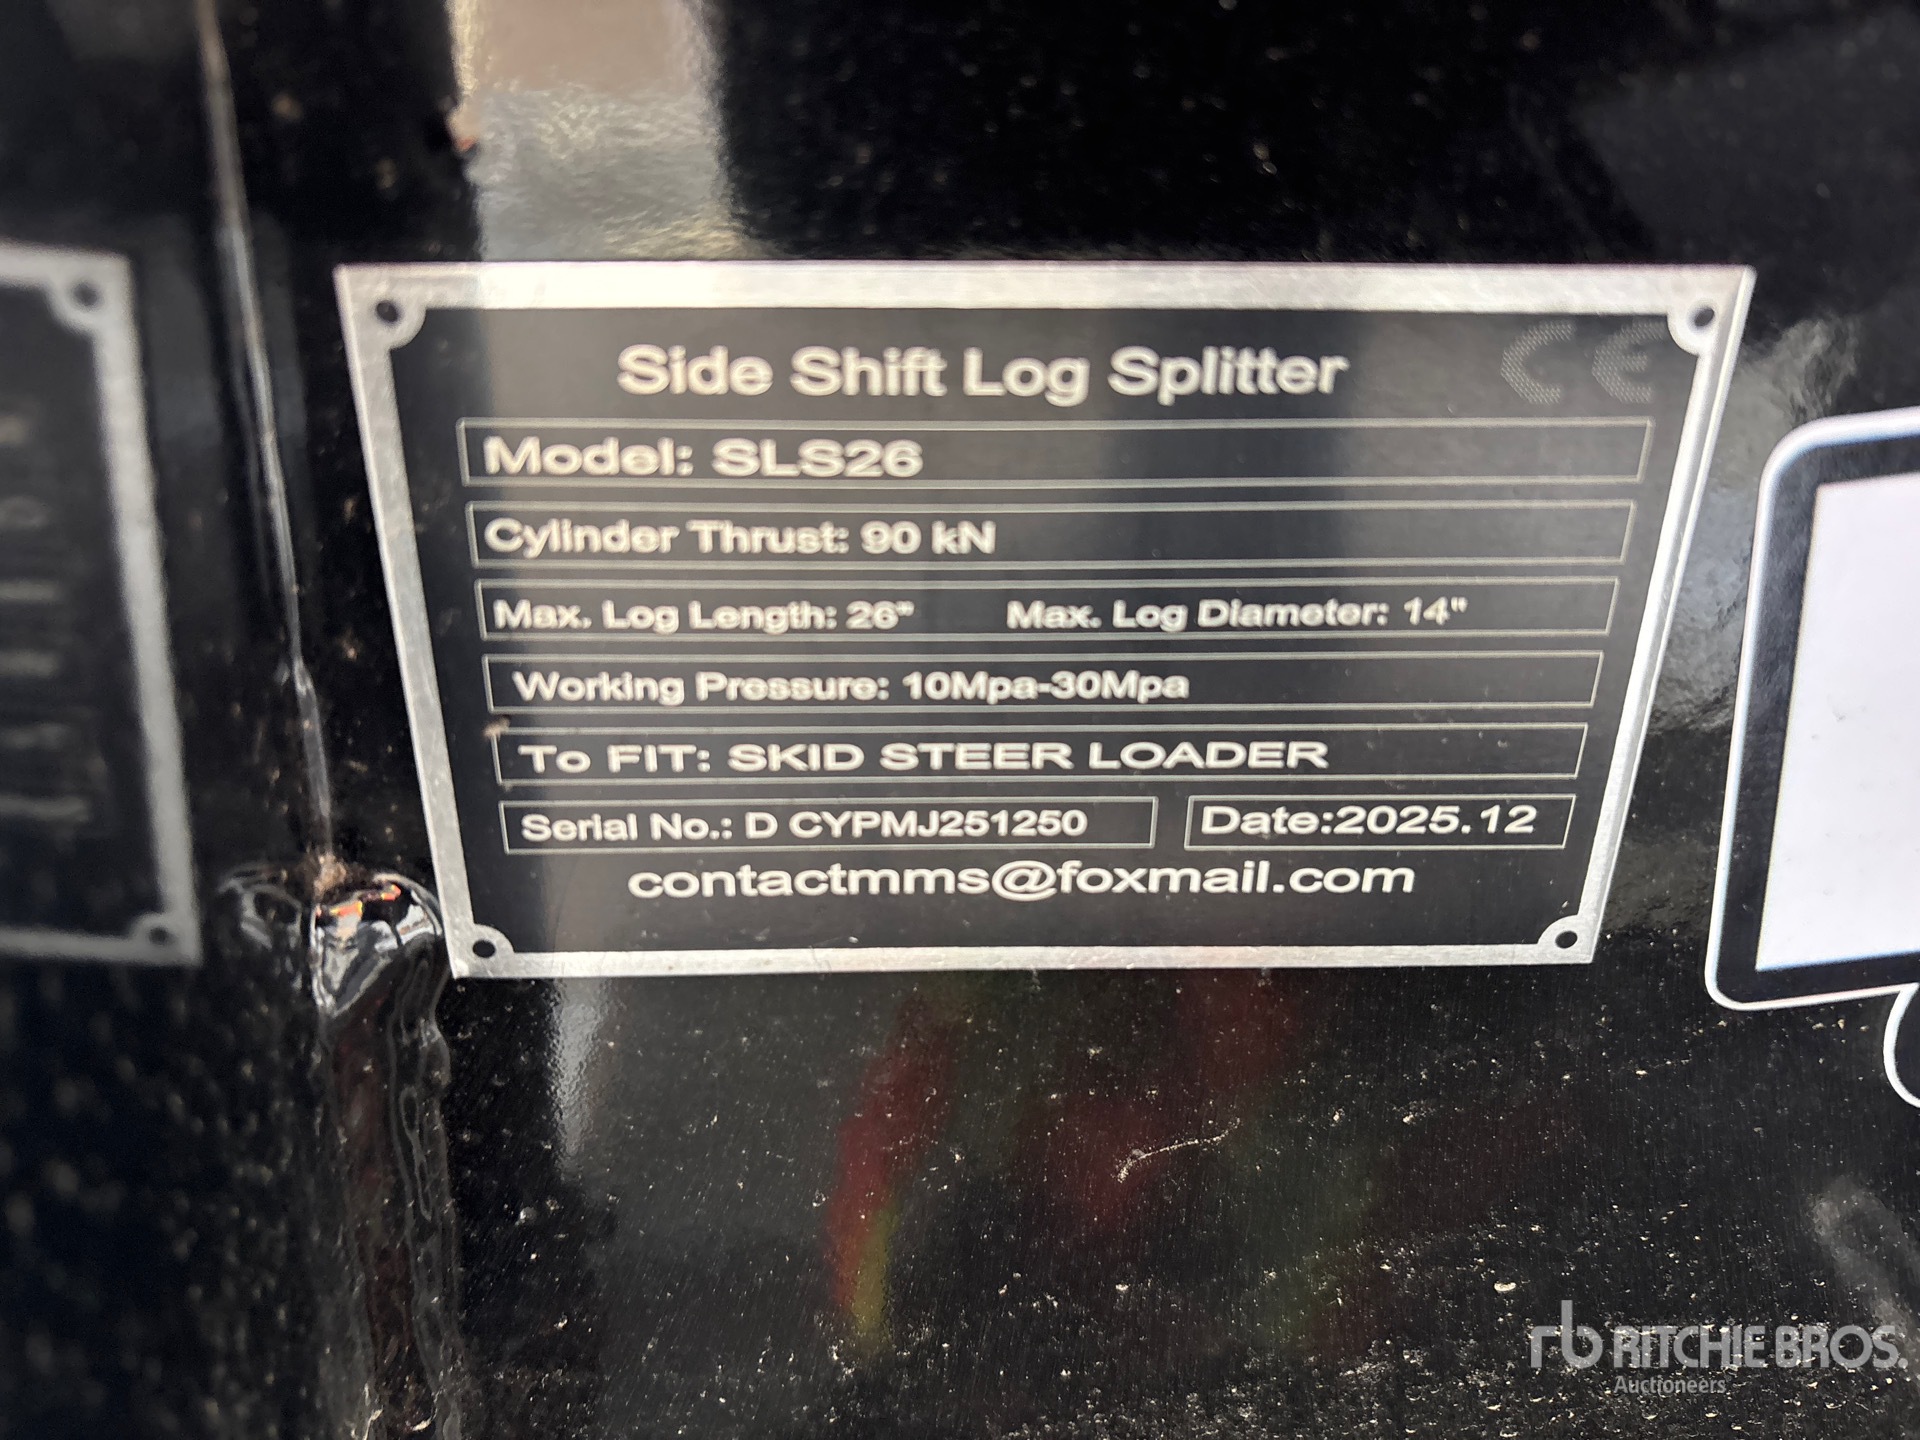 Side Shift Log Splitter CE
Model: SLS26
Cylinder Thrust: 90 kN
Max. Log Length: 26" Max. Log Diameter: 14"
Working Pressure: 10Mpa-30Mpa
To FIT: SKID STEER LOADER
Serial No.: D CYPMJ251250 Date:2025.12
contactmms@foxmail.com
rb RITCHIE BROS.
Auctioneers